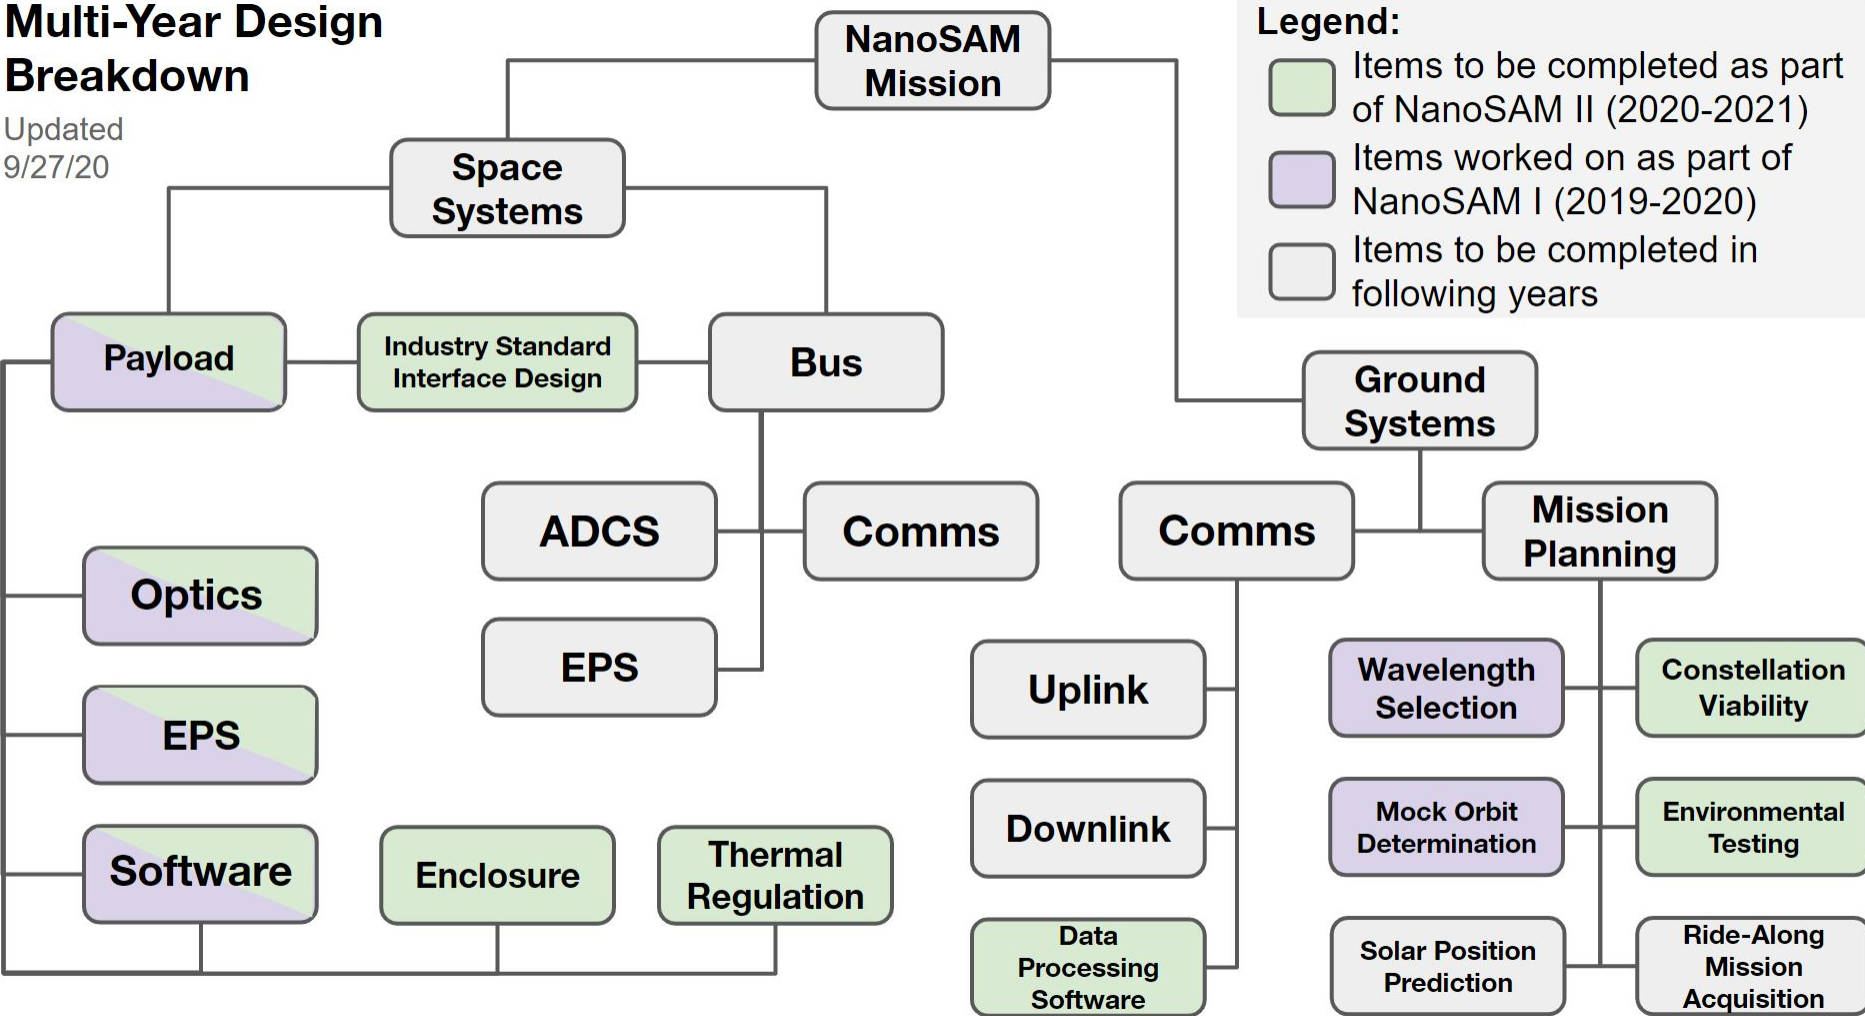 Multi-Year Design
Breakdown
Updated
9/27/20
NanoSAM
Mission
Legend:
Items to be completed as part
of NanoSAM II (2020-2021)
Items worked on as part of
NanoSAM I (2019-2020)
Items to be completed in
following years
Space
Systems
Payload
Industry Standard
Interface Design
Bus
Ground
Systems
ADCS
Comms
Comms
Mission
Planning
Optics
EPS
EPS
Software
Enclosure
Thermal
Regulation
Uplink
Downlink
Data
Processing
Software
Wavelength
Selection
Constellation
Viability
Mock Orbit
Determination
Environmental
Testing
Solar Position
Prediction
Ride-Along
Mission
Acquisition